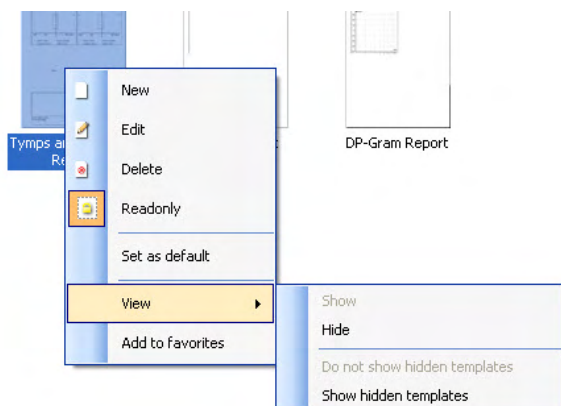 New
Edit
Tymps a
Re
DP-Gram Report
Delete
Readonly
Set as default
View
Show
Hide
Add to favorites
Do not show hidden templates
Show hidden templates